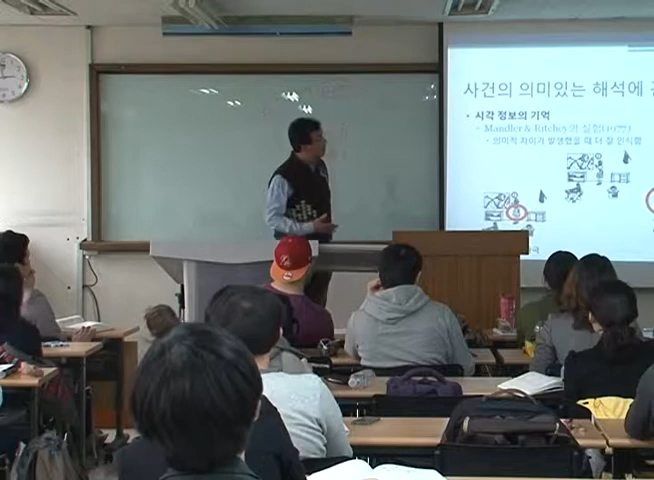 사건의 의미있는 해석에
• 시각 정보의 기억
- Mandler & Ritchey의 실험(1977)
• 의미적 차이가 발생했을 때 더 잘 인식함